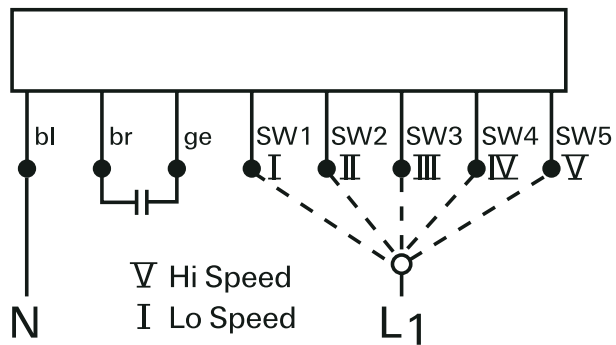 bl br ge SW1 SW2 SW3 SW4 SW5
I II III IV V
V Hi Speed
I Lo Speed
N L1